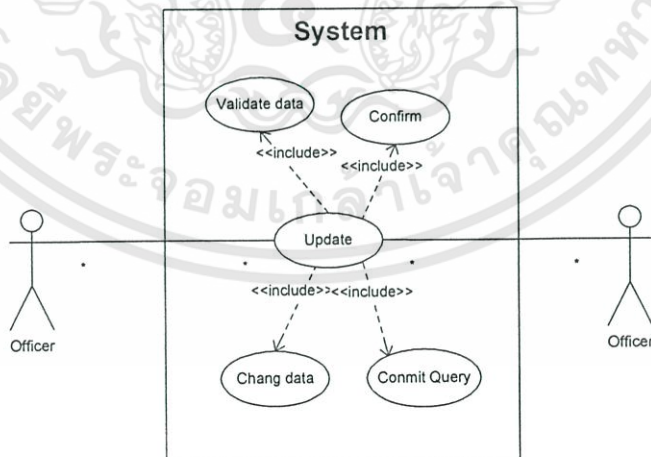 System
Validate data
Confirm
<<include>>
<<include>>
Update
* * * *
<<include>>
<<include>>
Officer
Officer
Chang data
Conmit Query